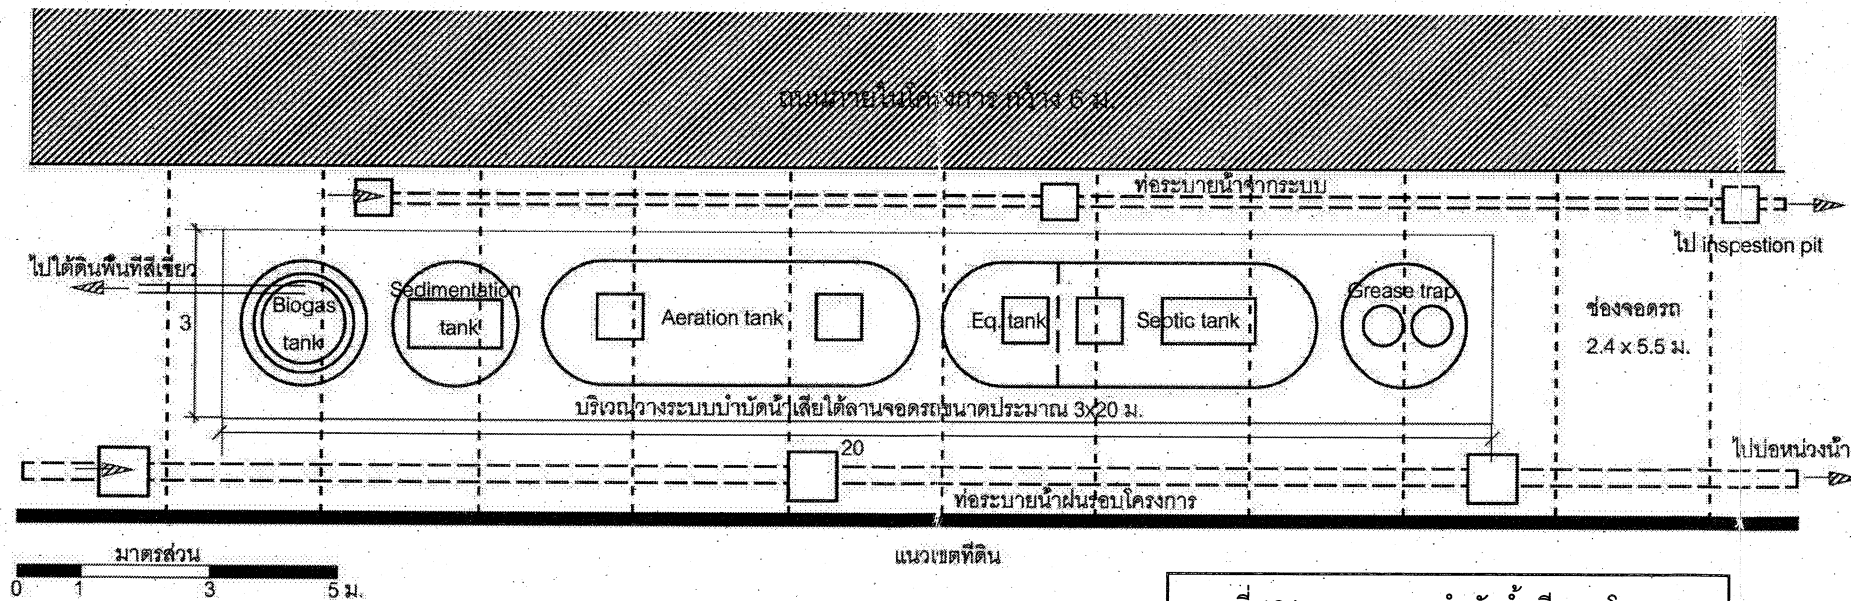 ถนนภายในโครงการ กว้าง 6 ม.
ท่อระบายน้ำจากระบบ
ไป inspestion pit
ไปใต้ดินพื้นที่สีเขียว
3
Biogas
tank
Sedimentation
tank
Aeration tank
Eq. tank
Septic tank
Grease trap
ช่องจอดรถ
2.4 x 5.5 ม.
บริเวณวางระบบบำบัดน้ำเสียใต้ลานจอดรถขนาดประมาณ 3x20 ม.
20
ไปบ่อหน่วงน้ำ
ท่อระบายน้ำฝนรอบโครงการ
แนวเขตที่ดิน
มาตรส่วน
0 1 3 5 ม.